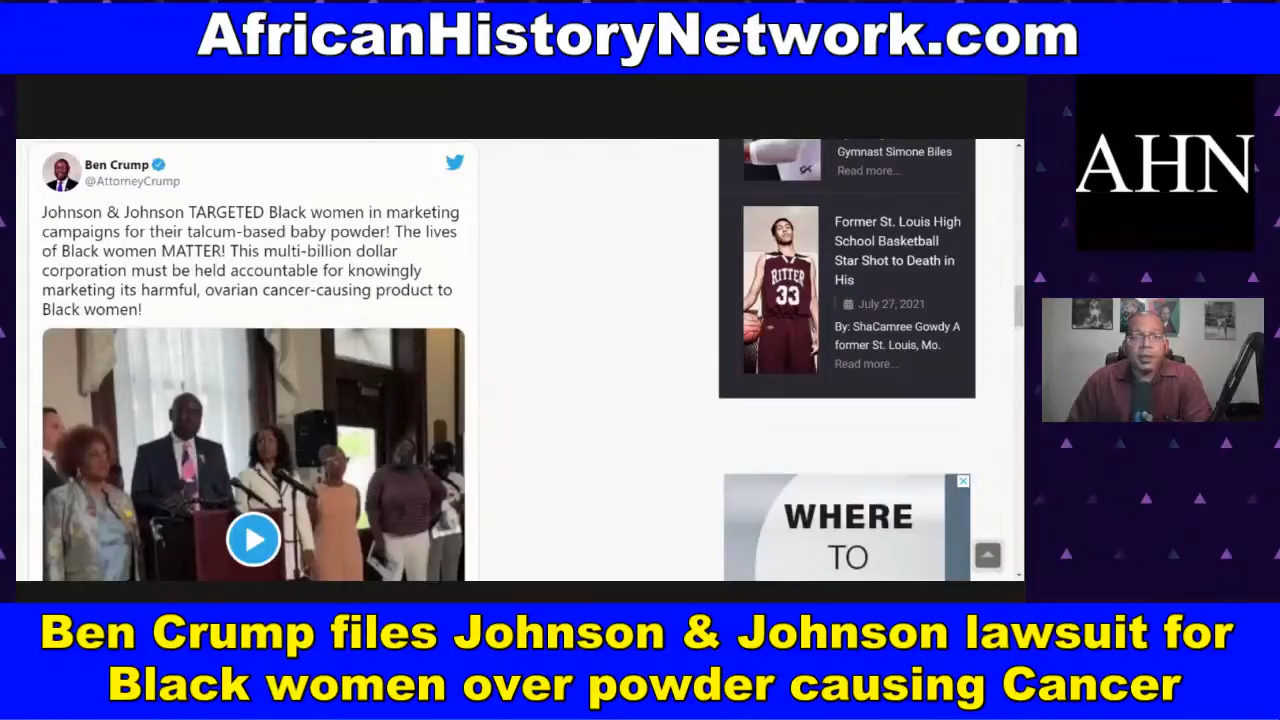 AfricanHistoryNetwork.com
Ben Crump
@AttorneyCrump
Johnson & Johnson TARGETED Black women in marketing
campaigns for their talcum-based baby powder! The lives
of Black women MATTER! This multi-billion dollar
corporation must be held accountable for knowingly
marketing its harmful, ovarian cancer-causing product to
Black women!
Gymnast Simone Biles
Read more...
Former St. Louis High
School Basketball
Star Shot to Death in
His
July 27, 2021
By: ShaCamree Gowdy A
former St. Louis, Mo.
Read more...
RITTER
33
WHERE
TO
AHN
Ben Crump files Johnson & Johnson lawsuit for
Black women over powder causing Cancer